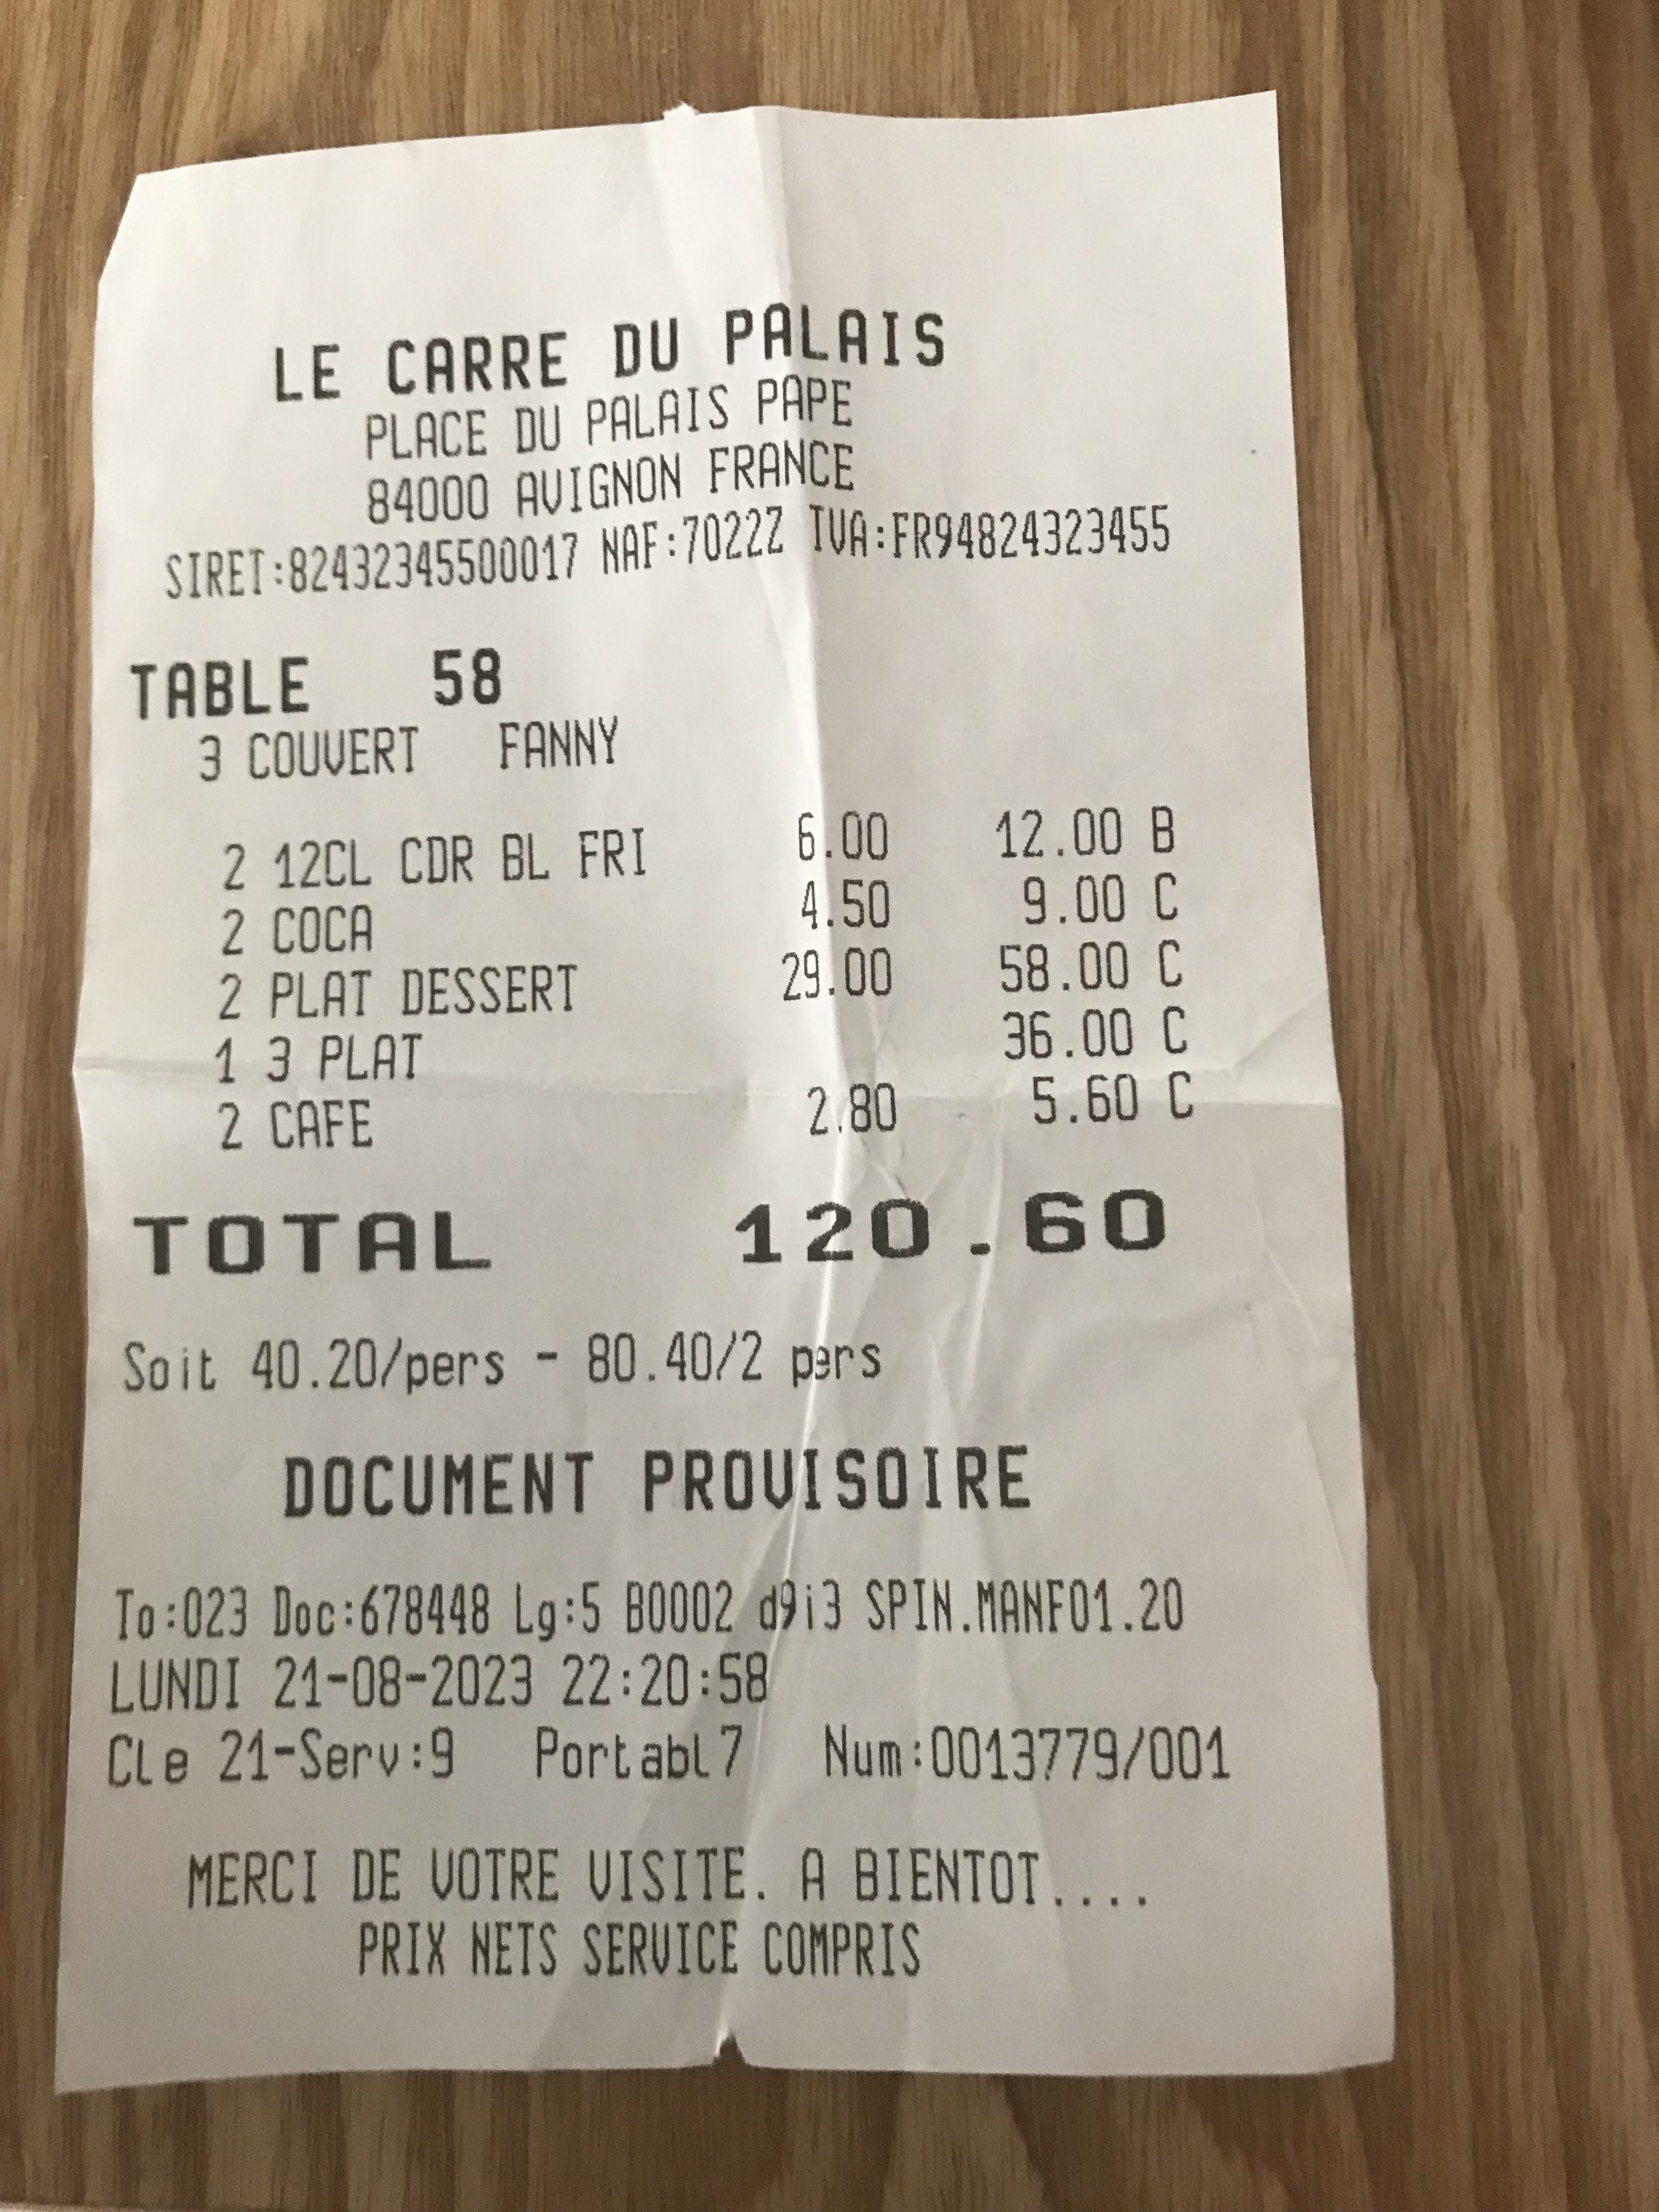 LE CARRE DU PALAIS
PLACE DU PALAIS PAPE
84000 AVIGNON FRANCE
SIRET:82432345500017 NAF:7022Z TVA:FR94824323455
TABLE 58
3 COUVERT FANNY
2 12CL CDR BL FRI 6.00 12.00 B
2 COCA 4.50 9.00 C
2 PLAT DESSERT 29.00 58.00 C
1 3 PLAT 36.00 C
2 CAFE 2.80 5.60 C
TOTAL 120.60
Soit 40.20/pers - 80.40/2 pers
DOCUMENT PROVISOIRE
To:023 Doc:678448 Lg:5 B0002 d9i3 SPIN.MANF01.20
LUNDI 21-08-2023 22:20:58
Cle 21-Serv:9 Portabl7 Num:0013779/001
MERCI DE VOTRE VISITE. A BIENTOT....
PRIX NETS SERVICE COMPRIS